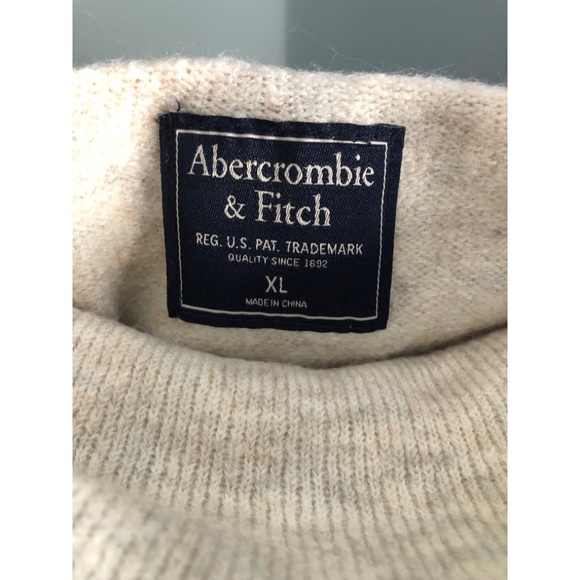 Abercrombie
& Fitch
REG. U.S. PAT. TRADEMARK
QUALITY SINCE 1892
XL
MADE IN CHINA